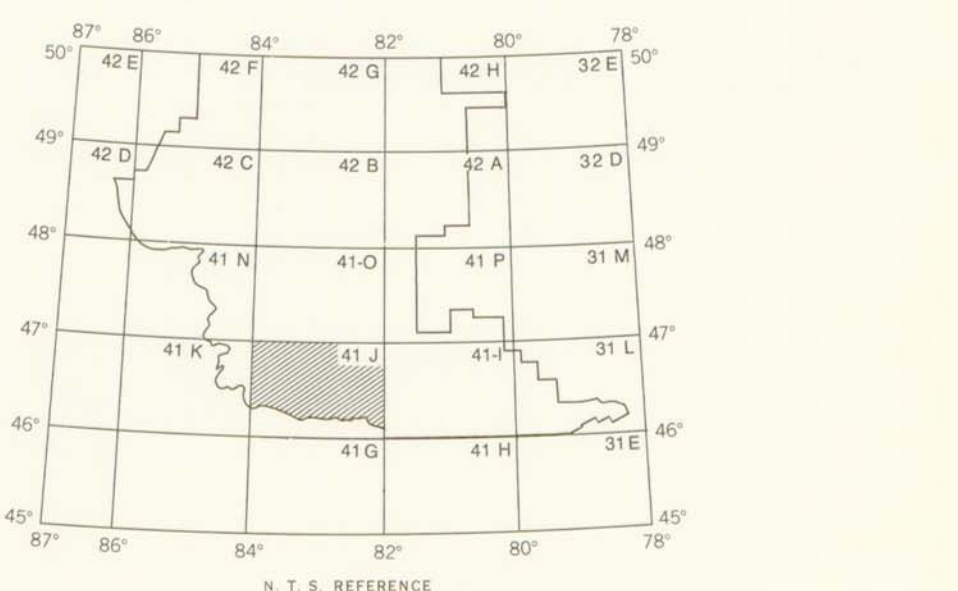 87° 86° 84° 82° 80° 78°
50° 50°
42 E 42 F 42 G 42 H 32 E
49° 49°
42 D 42 C 42 B 42 A 32 D
48° 48°
41 N 41-O 41 P 31 M
47° 47°
41 K 41 J 41-I 31 L
46° 46°
41 G 41 H 31 E
45° 45°
87° 86° 84° 82° 80° 78°
N. T. S. REFERENCE